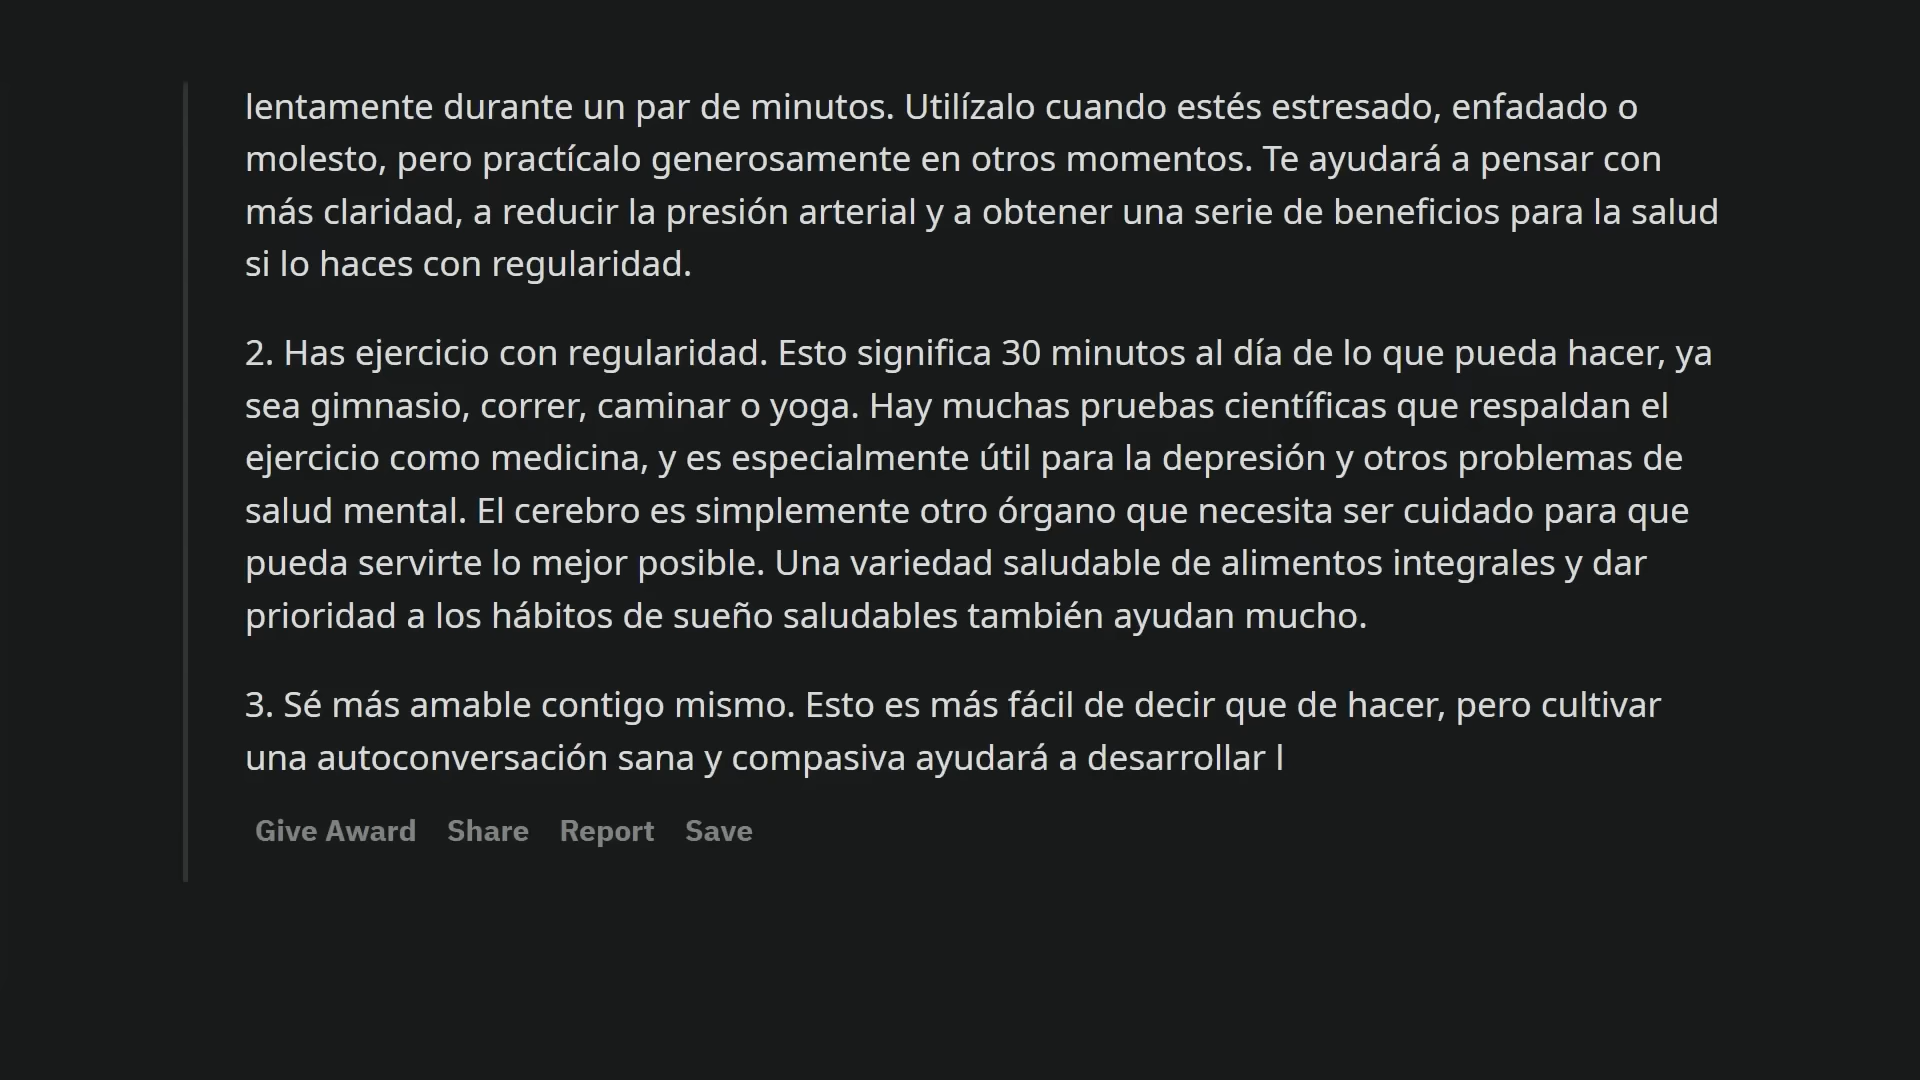 lentamente durante un par de minutos. Utilízalo cuando estés estresado, enfadado o
molesto, pero practícalo generosamente en otros momentos. Te ayudará a pensar con
más claridad, a reducir la presión arterial y a obtener una serie de beneficios para la salud
si lo haces con regularidad.
2. Has ejercicio con regularidad. Esto significa 30 minutos al día de lo que pueda hacer, ya
sea gimnasio, correr, caminar o yoga. Hay muchas pruebas científicas que respaldan el
ejercicio como medicina, y es especialmente útil para la depresión y otros problemas de
salud mental. El cerebro es simplemente otro órgano que necesita ser cuidado para que
pueda servirte lo mejor posible. Una variedad saludable de alimentos integrales y dar
prioridad a los hábitos de sueño saludables también ayudan mucho.
3. Sé más amable contigo mismo. Esto es más fácil de decir que de hacer, pero cultivar
una autoconversación sana y compasiva ayudará a desarrollar l
Give Award Share Report Save